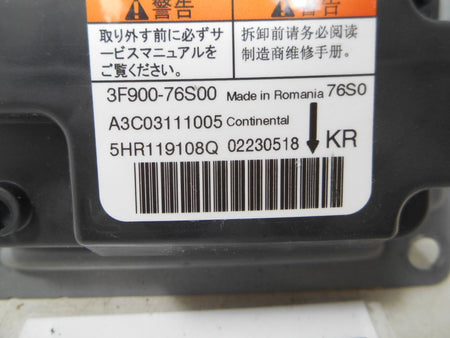 警告
取り外す前に必ずサ
ービスマニュアルを
ご覧ください。
警告
拆卸前请务必阅读
制造商维修手册.
3F900-76S00 Made in Romania 76S0
A3C03111005 Continental
5HR119108Q 02230518 KR